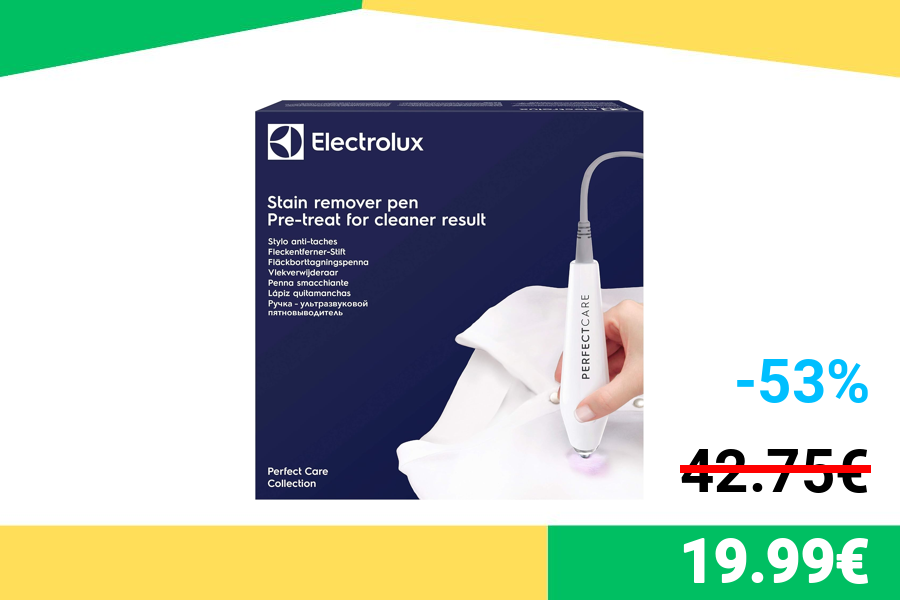 Electrolux
Stain remover pen
Pre-treat for cleaner result
Stylo anti-taches
Fleckentferner-Stift
Fläckborttagningspenna
Vlekverwijderaar
Penna smacchiante
Lápiz quitamanchas
Ручка - ультразвуковой
пятновыводитель
PERFECTCARE
Perfect Care
Collection
-53%
42.75€
19.99€